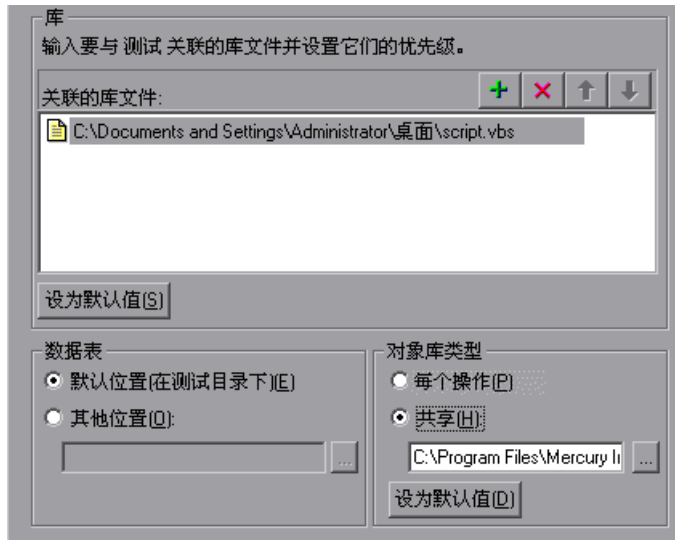 库
输入要与 测试 关联的库文件并设置它们的优先级。
关联的库文件:
C:\Documents and Settings\Administrator\桌面\script.vbs
设为默认值(S)
数据表
默认位置(在测试目录下)(E)
其他位置(O):
...
对象库类型
每个操作(P)
共享(H):
C:\Program Files\Mercury In
...
设为默认值(D)